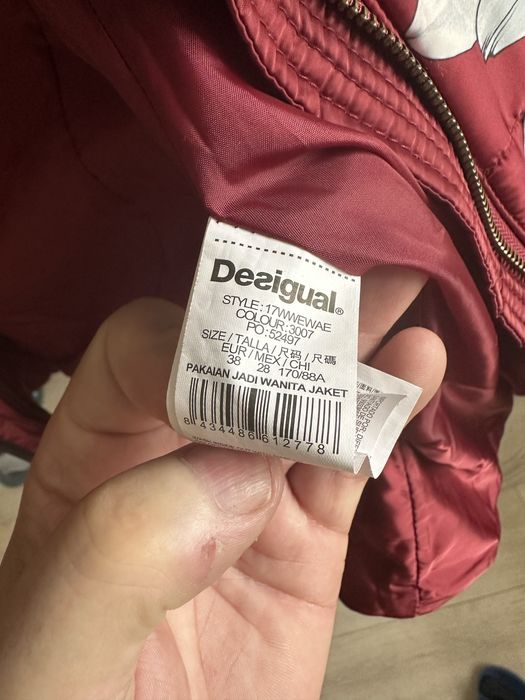 Desigual®
STYLE:17WWEWAE
COLOUR:3007
PO:52497
SIZE/TALLA/尺码/尺碼
EUR/MEX/CHI
38 28 170/88A
PAKAIAN JADI WANITA JAKET
8 434486 612778